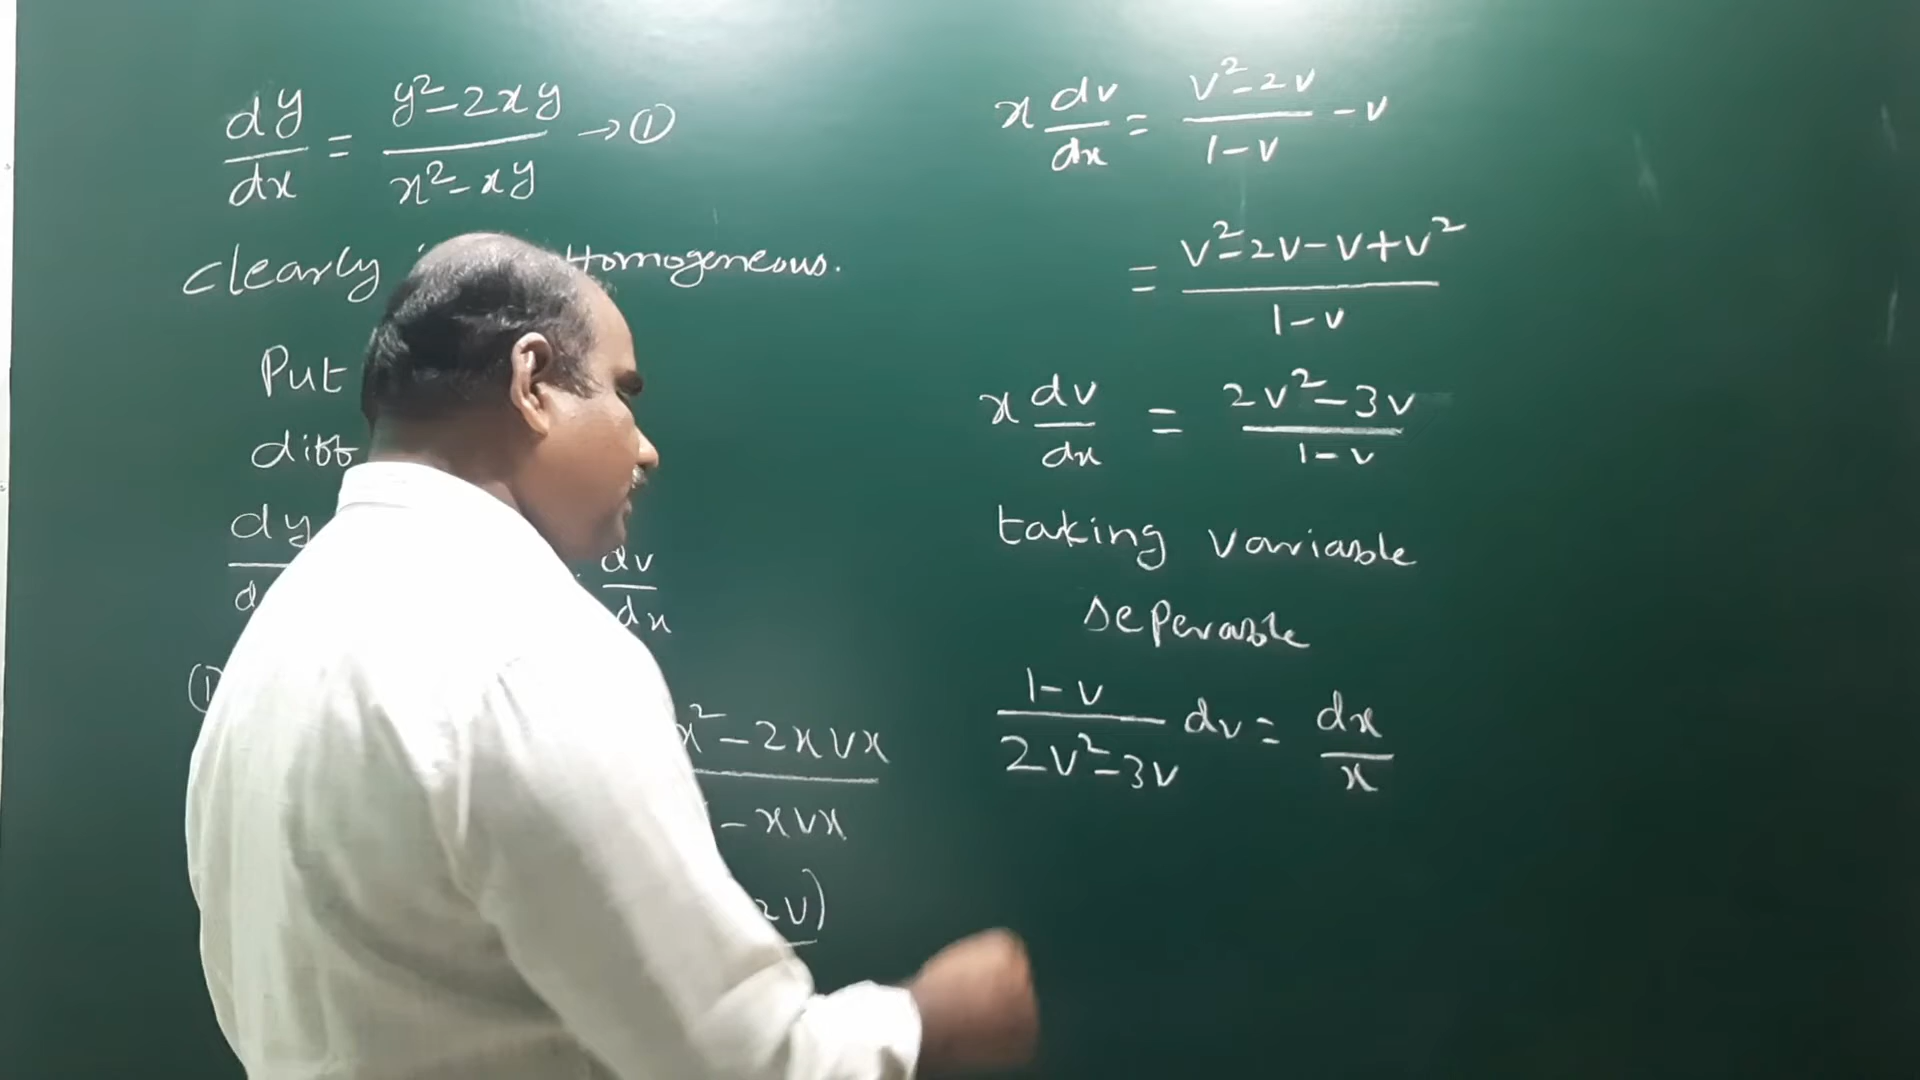 dy/dx = y²-2xy / x²-xy → ①
clearly Homogeneous.
Put
diff
dy dv/dx
① x²-2xvx / -xvx
2v)
x dv/dx = v²-2v / 1-v - v
= v²-2v-v+v² / 1-v
x dv/dx = 2v²-3v / 1-v
taking variable
seperable
1-v / 2v²-3v dv = dx/x